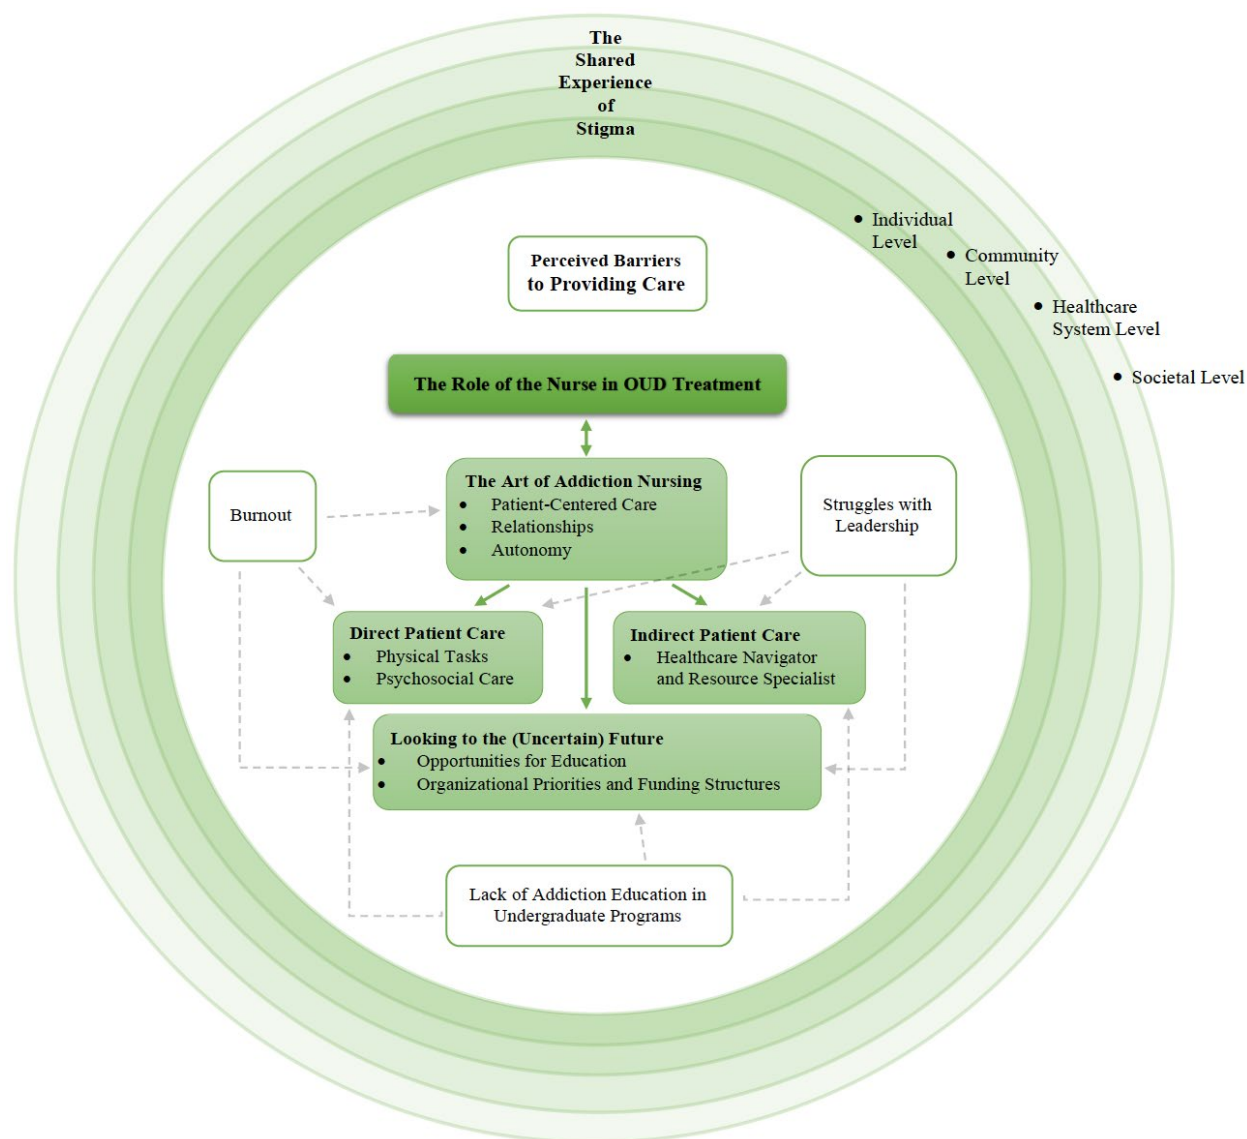 The
Shared
Experience
of
Stigma
• Individual
Level
• Community
Level
• Healthcare
System Level
• Societal Level
Perceived Barriers
to Providing Care
The Role of the Nurse in OUD Treatment
The Art of Addiction Nursing
• Patient-Centered Care
• Relationships
• Autonomy
Burnout
Struggles with
Leadership
Direct Patient Care
• Physical Tasks
• Psychosocial Care
Indirect Patient Care
• Healthcare Navigator
and Resource Specialist
Looking to the (Uncertain) Future
• Opportunities for Education
• Organizational Priorities and Funding Structures
Lack of Addiction Education in
Undergraduate Programs